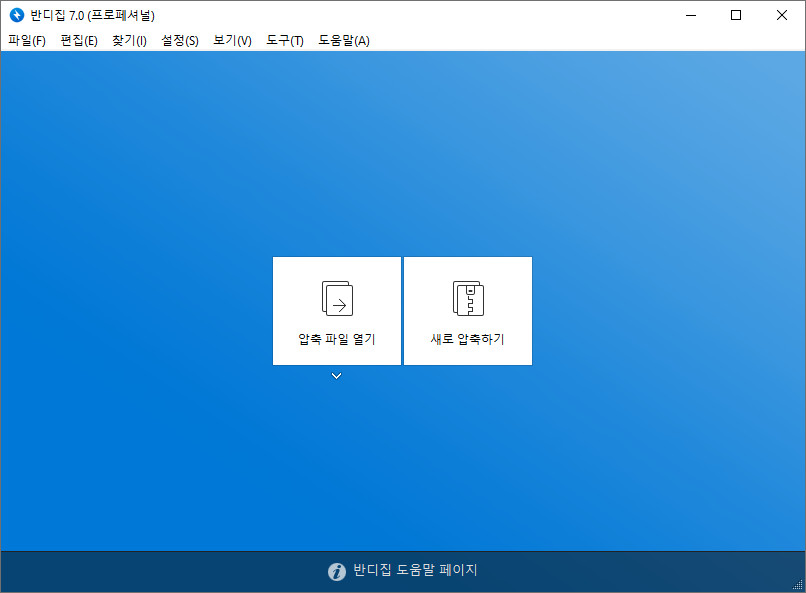 반디집 7.0 (프로페셔널)
파일(F) 편집(E) 찾기(I) 설정(S) 보기(V) 도구(T) 도움말(A)
압축 파일 열기 새로 압축하기
반디집 도움말 페이지